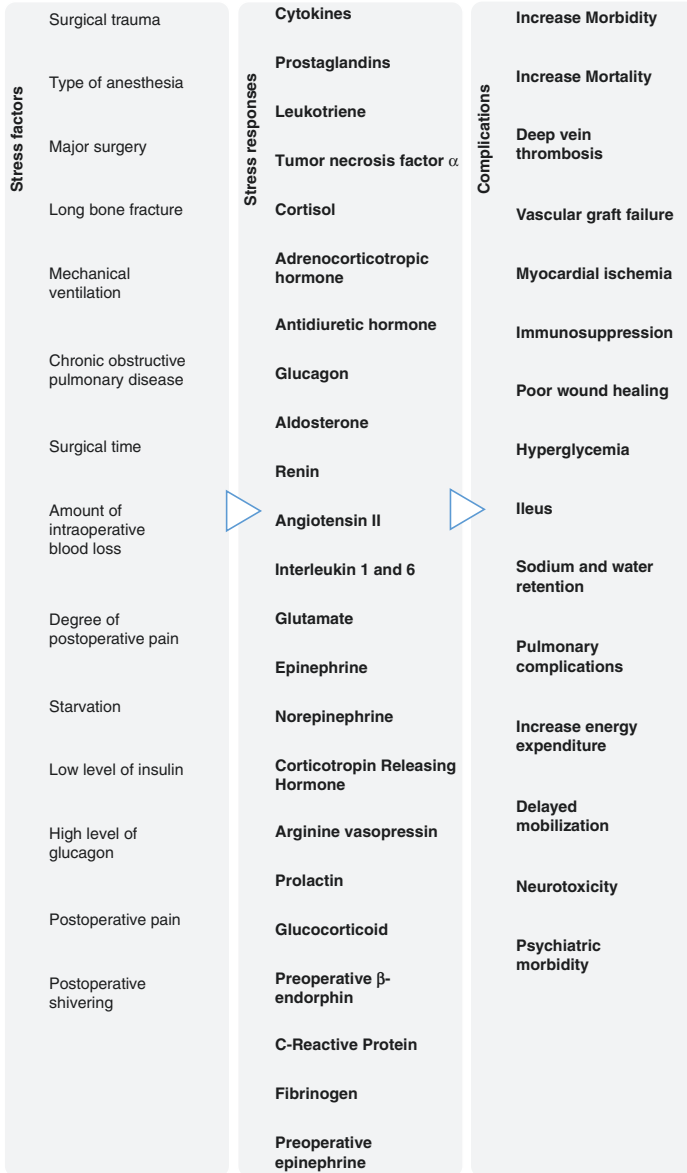 Stress factors
Surgical trauma
Type of anesthesia
Major surgery
Long bone fracture
Mechanical
ventilation
Chronic obstructive
pulmonary disease
Surgical time
Amount of
intraoperative
blood loss
Degree of
postoperative pain
Starvation
Low level of insulin
High level of
glucagon
Postoperative pain
Postoperative
shivering
Stress responses
Cytokines
Prostaglandins
Leukotriene
Tumor necrosis factor α
Cortisol
Adrenocorticotropic
hormone
Antidiuretic hormone
Glucagon
Aldosterone
Renin
Angiotensin II
Interleukin 1 and 6
Glutamate
Epinephrine
Norepinephrine
Corticotropin Releasing
Hormone
Arginine vasopressin
Prolactin
Glucocorticoid
Preoperative β-
endorphin
C-Reactive Protein
Fibrinogen
Preoperative
epinephrine
Complications
Increase Morbidity
Increase Mortality
Deep vein
thrombosis
Vascular graft failure
Myocardial ischemia
Immunosuppression
Poor wound healing
Hyperglycemia
Ileus
Sodium and water
retention
Pulmonary
complications
Increase energy
expenditure
Delayed
mobilization
Neurotoxicity
Psychiatric
morbidity